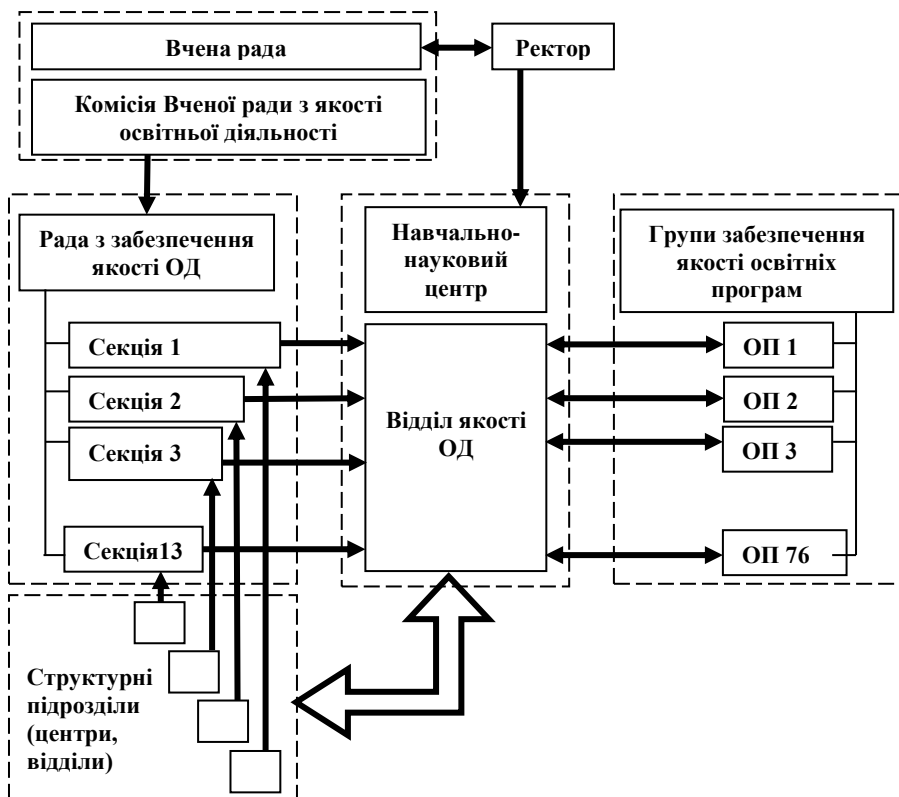 Вчена рада
Ректор
Комісія Вченої ради з якості
освітньої діяльності
Рада з забезпечення
якості ОД
Навчально-
науковий
центр
Групи забезпечення
якості освітніх
програм
Секція 1
Секція 2
Секція 3
Секція13
Відділ якості
ОД
ОП 1
ОП 2
ОП 3
ОП 76
Структурні
підрозділи
(центри,
відділи)